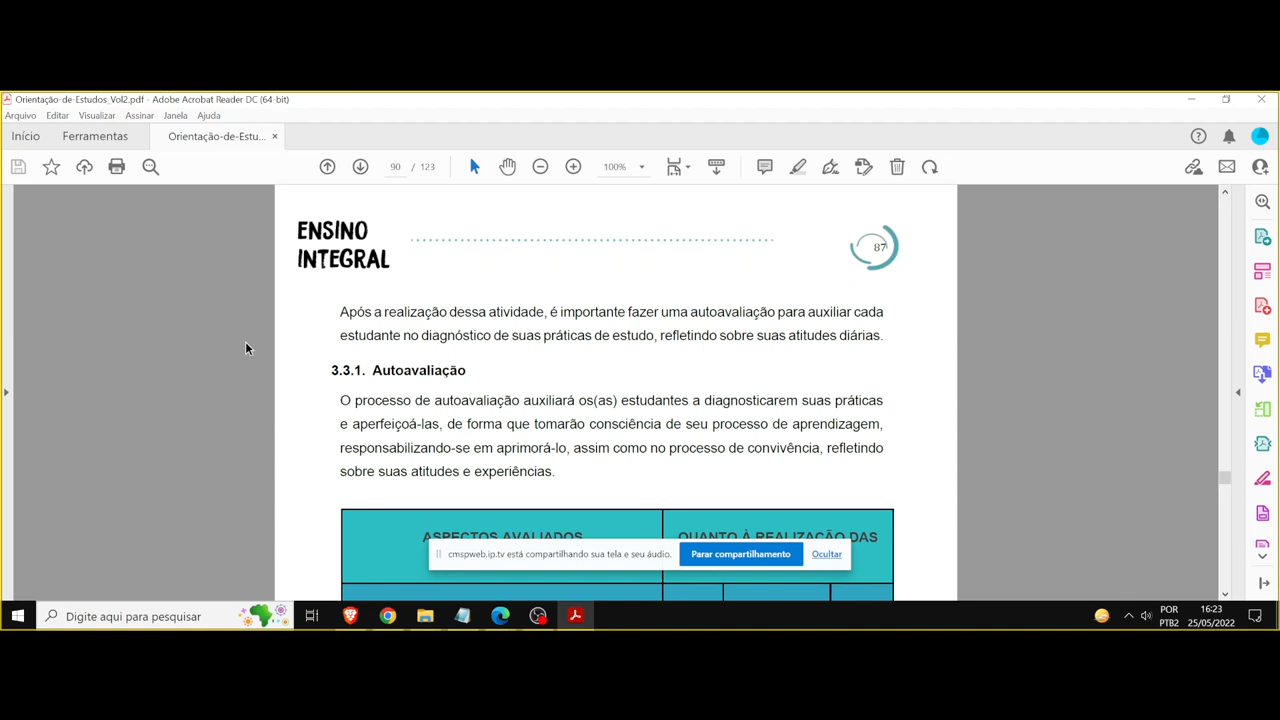 Orientação-de-Estudos_Vol2.pdf - Adobe Acrobat Reader DC (64-bit)
Arquivo Editar Visualizar Assinar Janela Ajuda
Início Ferramentas Orientação-de-Estu... ×
90 / 123 100%
ENSINO
INTEGRAL
87
Após a realização dessa atividade, é importante fazer uma autoavaliação para auxiliar cada
estudante no diagnóstico de suas práticas de estudo, refletindo sobre suas atitudes diárias.
3.3.1. Autoavaliação
O processo de autoavaliação auxiliará os(as) estudantes a diagnosticarem suas práticas
e aperfeiçoá-las, de forma que tomarão consciência de seu processo de aprendizagem,
responsabilizando-se em aprimorá-lo, assim como no processo de convivência, refletindo
sobre suas atitudes e experiências.
ASPECTOS AVALIADOS QUANTO À REALIZAÇÃO DAS
cmspweb.ip.tv está compartilhando sua tela e seu áudio. Parar compartilhamento Ocultar
Digite aqui para pesquisar
POR 16:23
PTB2 25/05/2022